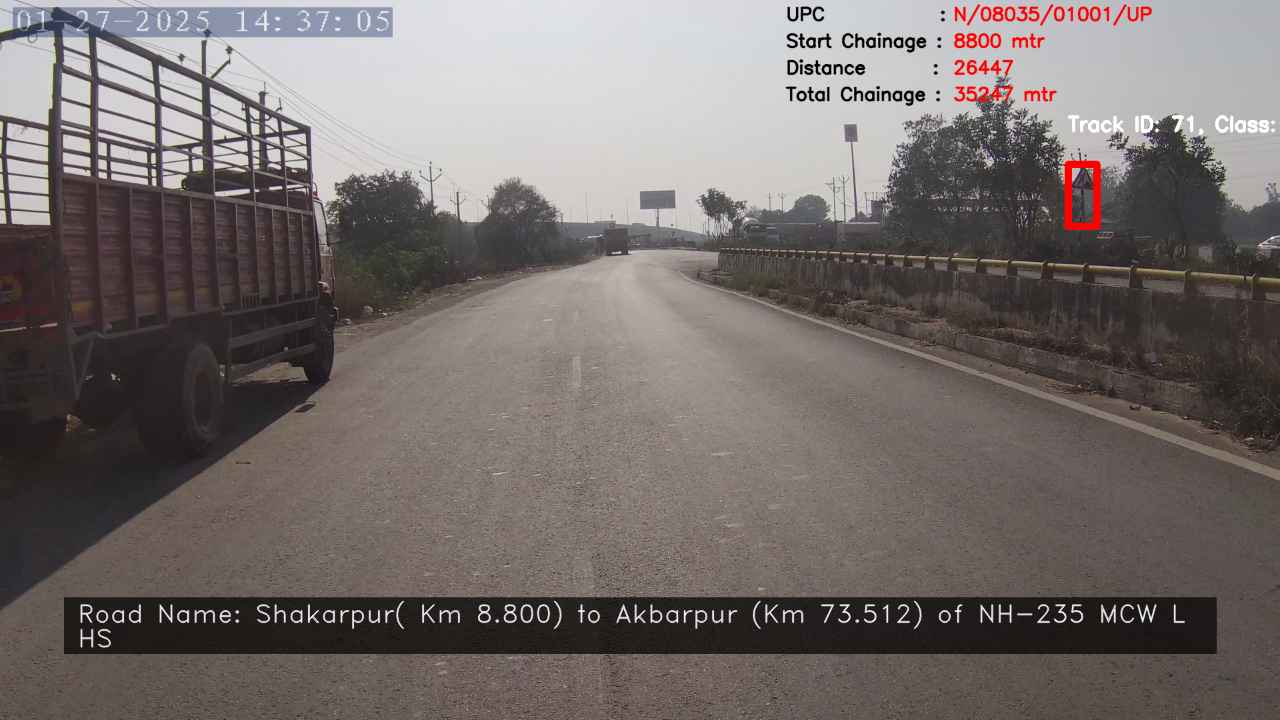 01-27-2025 14:37:05
UPC : N/08035/01001/UP
Start Chainage : 8800 mtr
Distance : 26447
Total Chainage : 35247 mtr
Track ID: 71, Class:
Road Name: Shakarpur( Km 8.800) to Akbarpur (Km 73.512) of NH-235 MCW L
HS